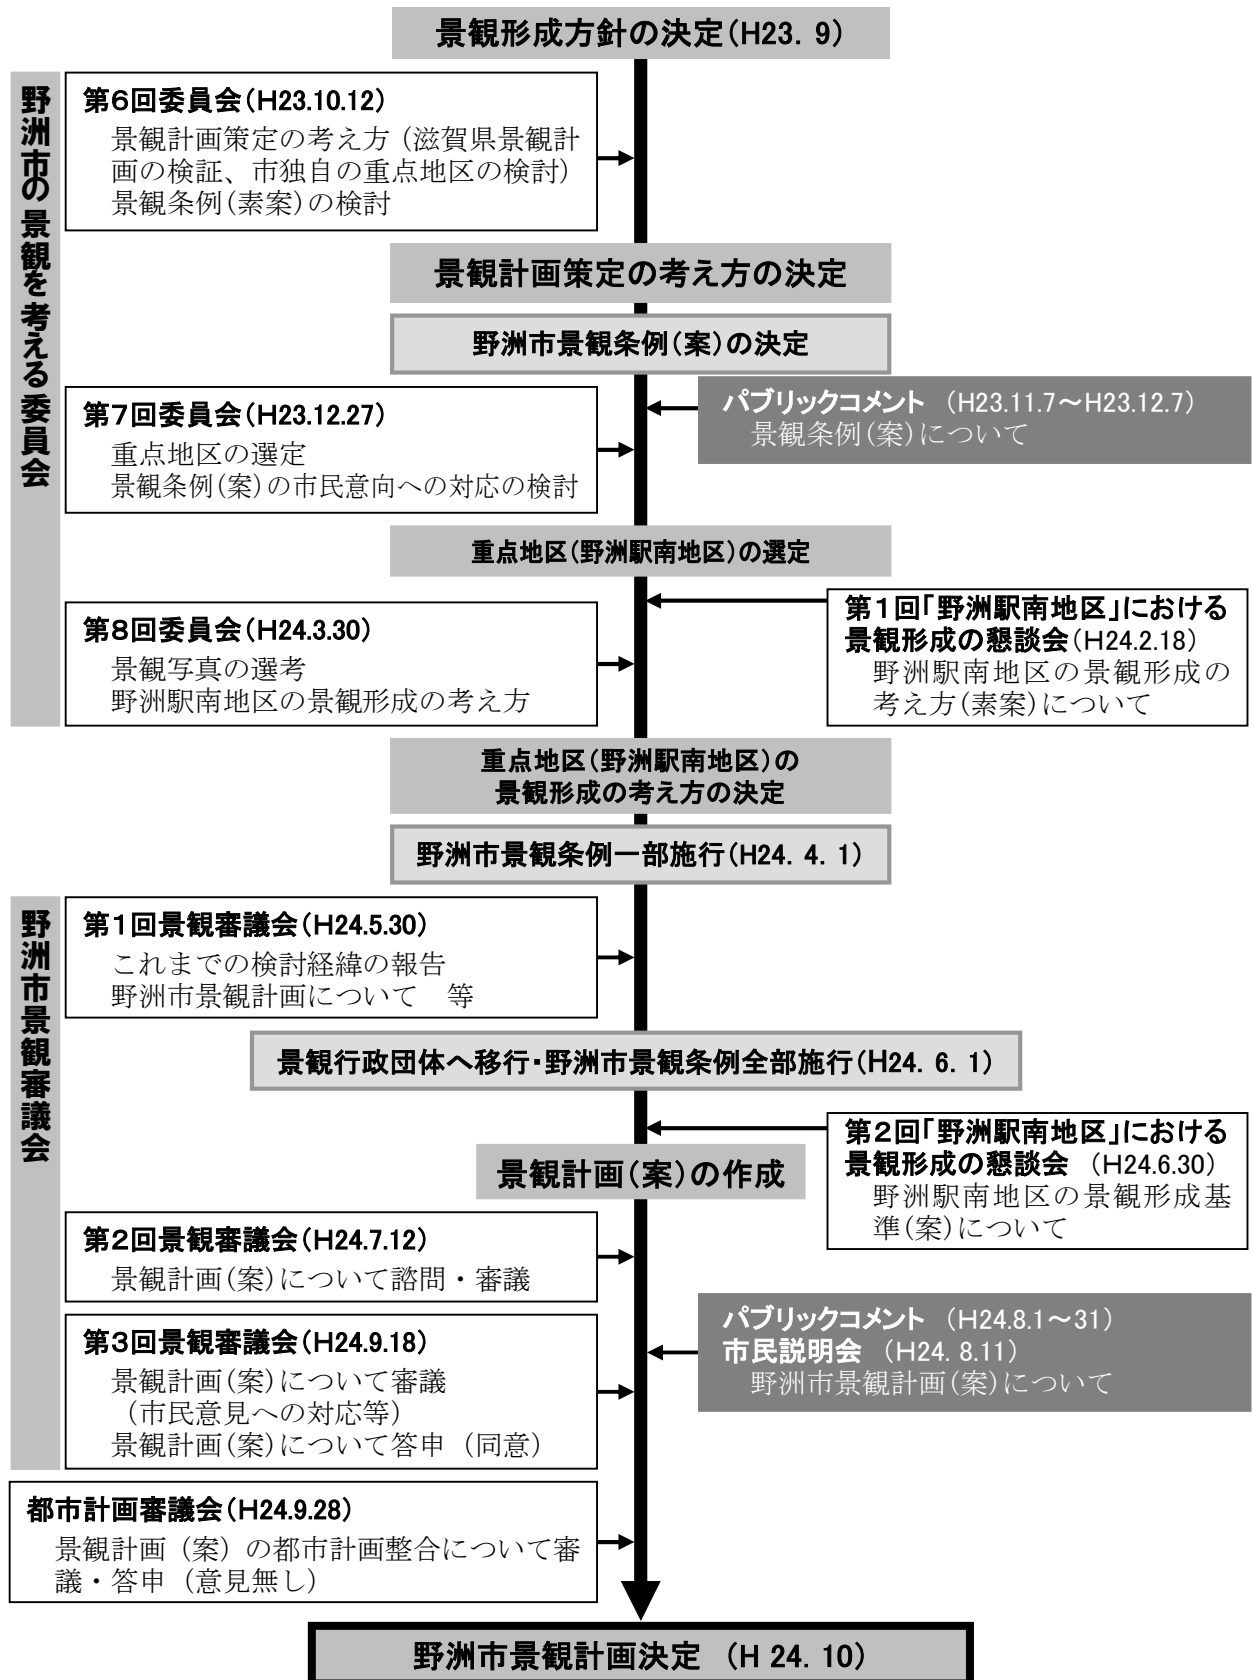 景観形成方針の決定(H23. 9)
野洲市の景観を考える委員会
第6回委員会(H23.10.12)
景観計画策定の考え方（滋賀県景観計
画の検証、市独自の重点地区の検討）
景観条例(素案)の検討
景観計画策定の考え方の決定
野洲市景観条例(案)の決定
パブリックコメント （H23.11.7～H23.12.7）
景観条例(案)について
第7回委員会(H23.12.27)
重点地区の選定
景観条例(案)の市民意向への対応の検討
重点地区(野洲駅南地区)の選定
第1回「野洲駅南地区」における
景観形成の懇談会(H24.2.18)
野洲駅南地区の景観形成の
考え方(素案)について
第8回委員会(H24.3.30)
景観写真の選考
野洲駅南地区の景観形成の考え方
重点地区(野洲駅南地区)の
景観形成の考え方の決定
野洲市景観条例一部施行(H24. 4. 1)
野洲市景観審議会
第1回景観審議会(H24.5.30)
これまでの検討経緯の報告
野洲市景観計画について　等
景観行政団体へ移行・野洲市景観条例全部施行(H24. 6. 1)
第2回「野洲駅南地区」における
景観形成の懇談会 （H24.6.30）
野洲駅南地区の景観形成基
準(案)について
景観計画(案)の作成
第2回景観審議会(H24.7.12)
景観計画(案)について諮問・審議
パブリックコメント （H24.8.1～31）
市民説明会 （H24. 8.11）
野洲市景観計画(案)について
第3回景観審議会(H24.9.18)
景観計画(案)について審議
（市民意見への対応等）
景観計画(案)について答申（同意）
都市計画審議会(H24.9.28)
景観計画（案）の都市計画整合について審
議・答申（意見無し）
野洲市景観計画決定 （H 24. 10）